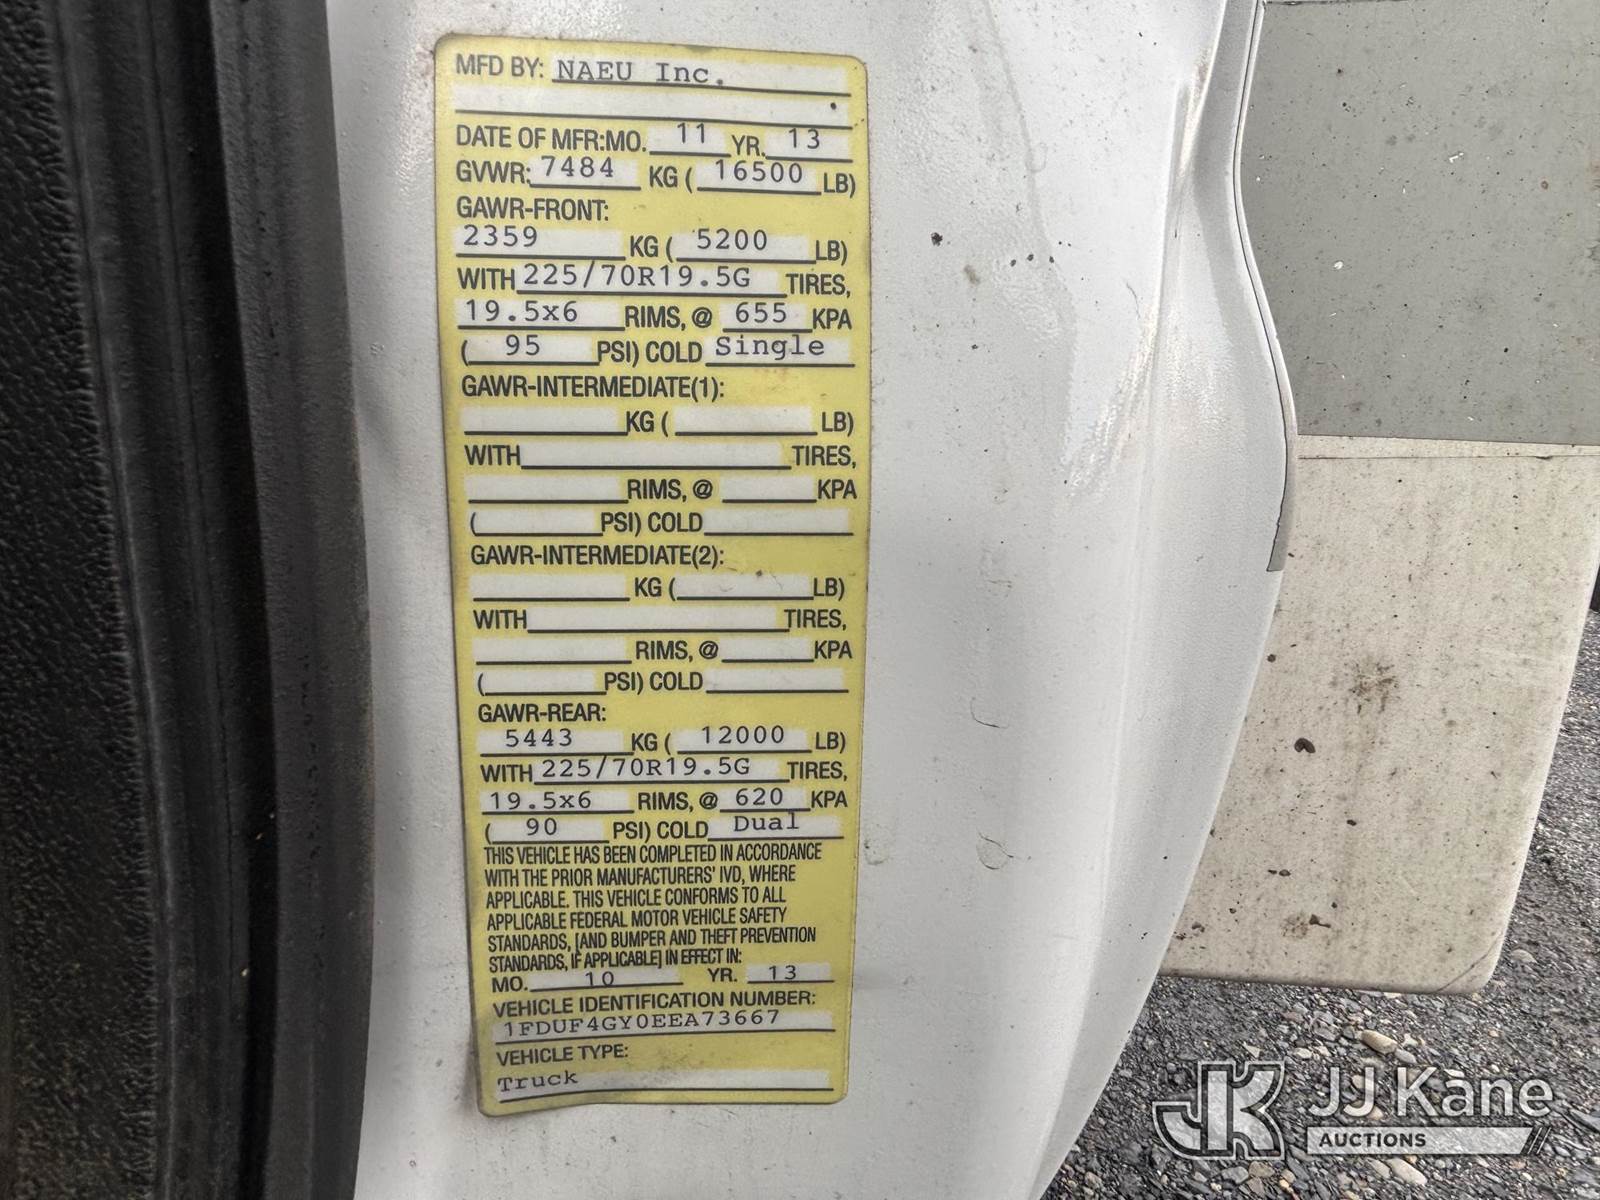 MFD BY: NAEU Inc.
DATE OF MFR:MO. 11 YR. 13
GVWR: 7484 KG ( 16500 LB)
GAWR-FRONT:
2359 KG ( 5200 LB)
WITH 225/70R19.5G TIRES,
19.5x6 RIMS, @ 655 KPA
( 95 PSI) COLD Single
GAWR-INTERMEDIATE(1):
KG ( LB)
WITH TIRES,
RIMS, @ KPA
( PSI) COLD
GAWR-INTERMEDIATE(2):
KG ( LB)
WITH TIRES,
RIMS, @ KPA
( PSI) COLD
GAWR-REAR:
5443 KG ( 12000 LB)
WITH 225/70R19.5G TIRES,
19.5x6 RIMS, @ 620 KPA
( 90 PSI) COLD Dual
THIS VEHICLE HAS BEEN COMPLETED IN ACCORDANCE
WITH THE PRIOR MANUFACTURERS' IVD, WHERE
APPLICABLE. THIS VEHICLE CONFORMS TO ALL
APPLICABLE FEDERAL MOTOR VEHICLE SAFETY
STANDARDS, [AND BUMPER AND THEFT PREVENTION
STANDARDS, IF APPLICABLE] IN EFFECT IN:
MO. 10 YR. 13
VEHICLE IDENTIFICATION NUMBER:
1FDUF4GY0EEA73667
VEHICLE TYPE:
Truck
JK JJ Kane
AUCTIONS